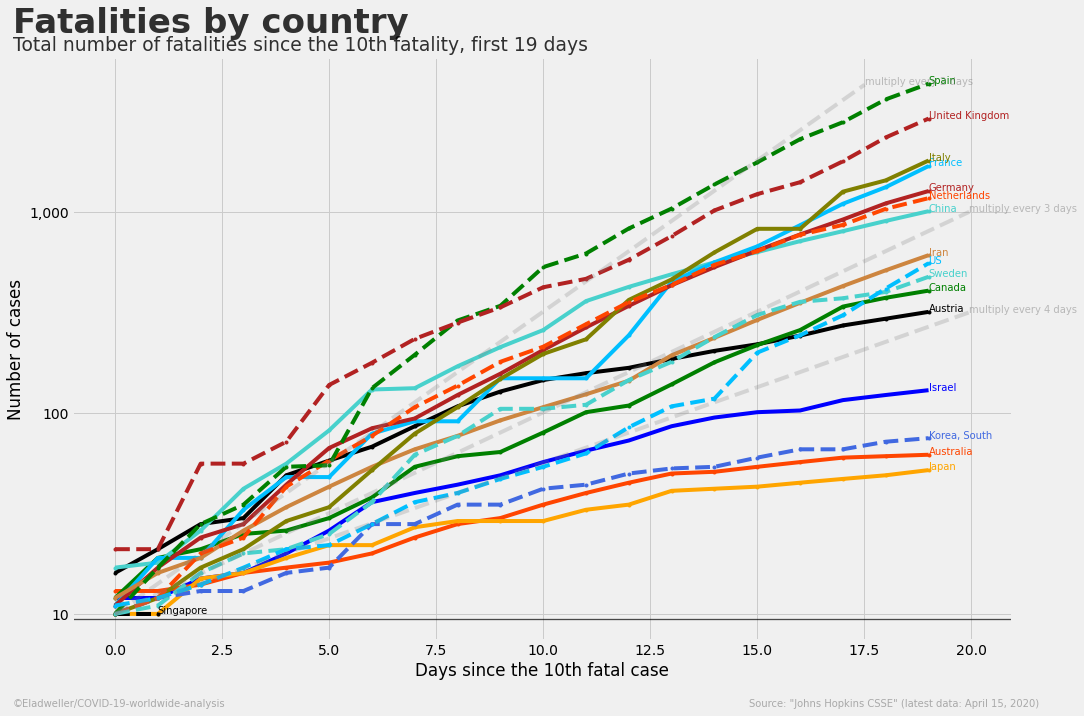 Fatalities by country
Total number of fatalities since the 10th fatality, first 19 days
multiply every 2 days
Spain
United Kingdom
Italy
France
Germany
Netherlands
China
multiply every 3 days
Iran
US
Sweden
Canada
Austria
multiply every 4 days
Israel
Korea, South
Australia
Japan
Singapore
Number of cases
1,000
100
10
0.0 2.5 5.0 7.5 10.0 12.5 15.0 17.5 20.0
Days since the 10th fatal case
©Eladweller/COVID-19-worldwide-analysis
Source: "Johns Hopkins CSSE" (latest data: April 15, 2020)